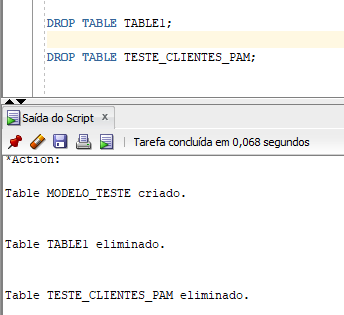 DROP TABLE TABLE1;
DROP TABLE TESTE_CLIENTES_PAM;
Saída do Script x
Tarefa concluída em 0,068 segundos
*Action:
Table MODELO_TESTE criado.
Table TABLE1 eliminado.
Table TESTE_CLIENTES_PAM eliminado.